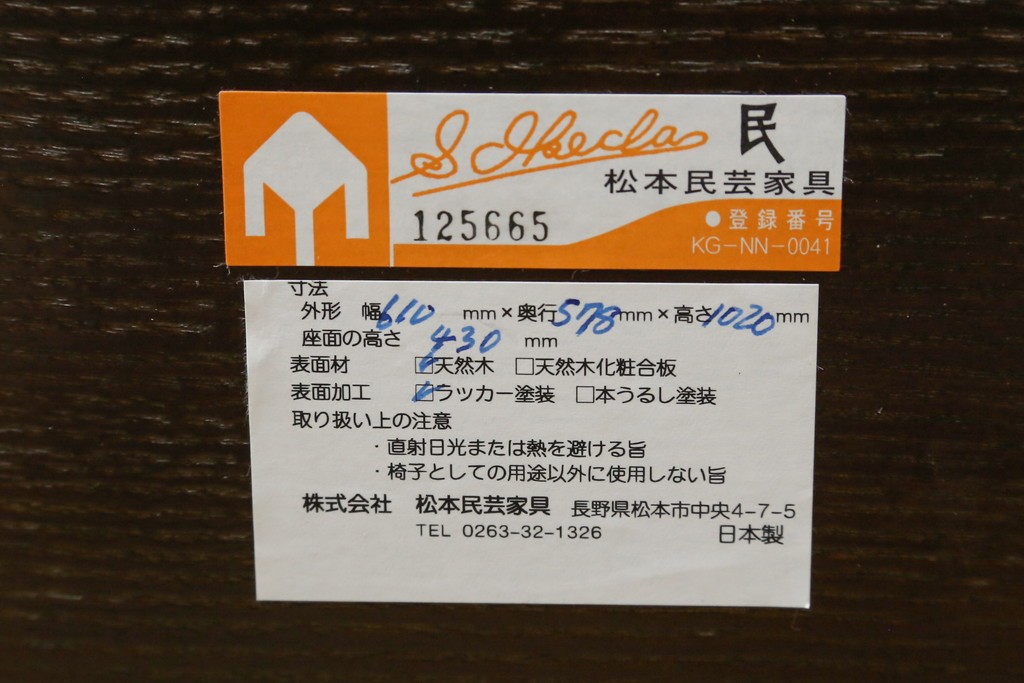 S. Ikeda
民
松本民芸家具
125665
●登録番号
KG-NN-0041
寸法
外形 幅610mm×奥行578mm×高さ1020mm
座面の高さ 430 mm
表面材 ☑天然木 □天然木化粧合板
表面加工 ☑ラッカー塗装 □本うるし塗装
取り扱い上の注意
・直射日光または熱を避ける旨
・椅子としての用途以外に使用しない旨
株式会社 松本民芸家具 長野県松本市中央4-7-5
TEL 0263-32-1326 日本製